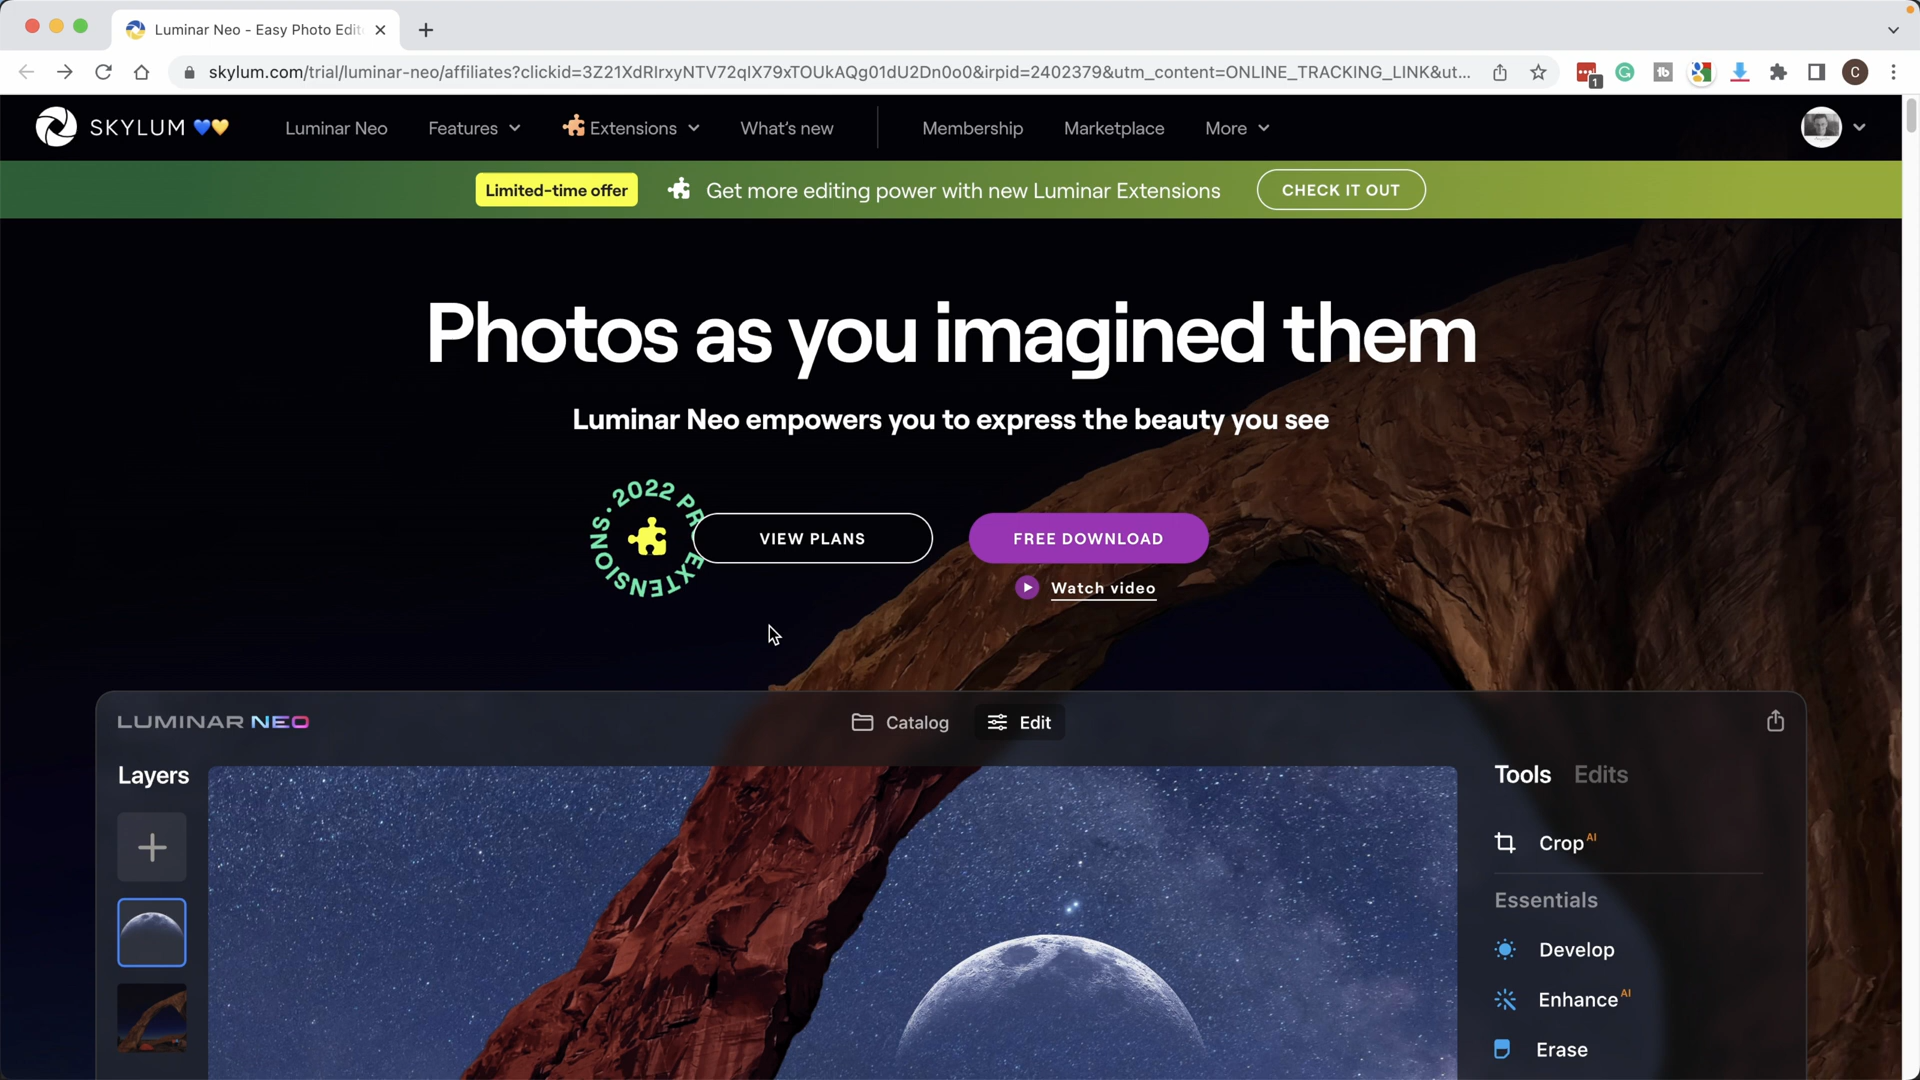 Luminar Neo - Easy Photo Edit
skylum.com/trial/luminar-neo/affiliates?clickid=3Z21XdRIrxyNTV72qIX79xTOUkAQg01dU2Dn0o0&irpid=2402379&utm_content=ONLINE_TRACKING_LINK&ut...
1
G
tb
C
SKYLUM
Luminar Neo
Features
Extensions
What's new
Membership
Marketplace
More
Limited-time offer
Get more editing power with new Luminar Extensions
CHECK IT OUT
Photos as you imagined them
Luminar Neo empowers you to express the beauty you see
2022 PR
EXTENSIONS
VIEW PLANS
FREE DOWNLOAD
Watch video
LUMINAR NEO
Catalog
Edit
Layers
Tools
Edits
Crop AI
Essentials
Develop
Enhance AI
Erase